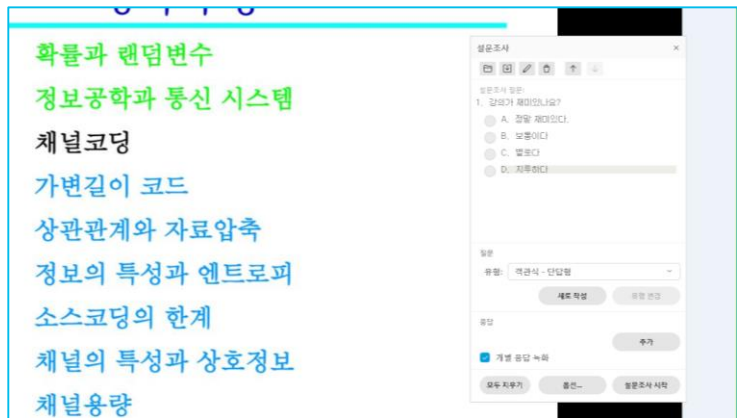 확률과 랜덤변수
정보공학과 통신 시스템
채널코딩
가변길이 코드
상관관계와 자료압축
정보의 특성과 엔트로피
소스코딩의 한계
채널의 특성과 상호정보
채널용량
설문조사
설문조사 질문:
1. 강의가 재미있나요?
A. 정말 재미있다.
B. 보통이다
C. 별로다
D. 지루하다
질문
유형: 객관식 - 단답형
새로 작성 유형 변경
응답
추가
개별 응답 녹화
모두 지우기 옵션... 설문조사 시작